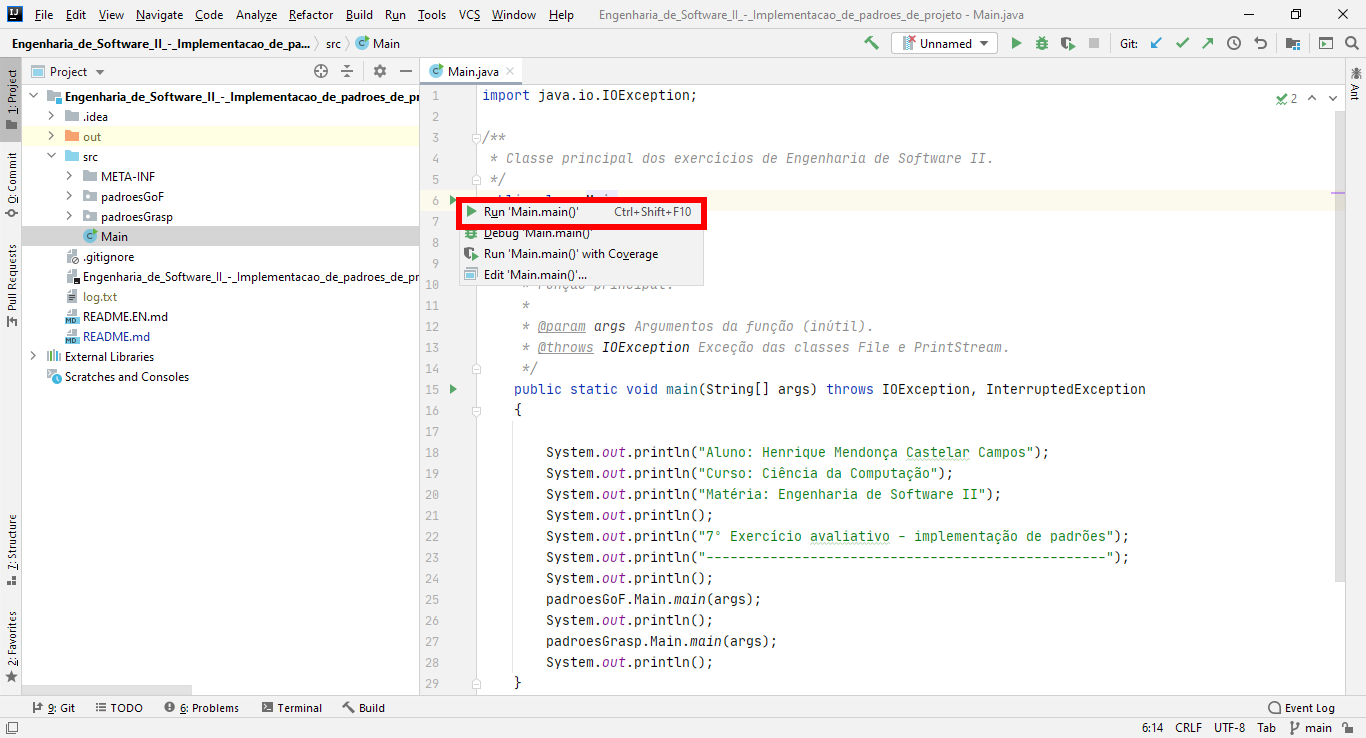 File Edit View Navigate Code Analyze Refactor Build Run Tools VCS Window Help Engenharia_de_Software_II_-_Implementacao_de_padroes_de_projeto - Main.java
Engenharia_de_Software_II_-_Implementacao_de_pa... src Main Unnamed Git:
Project
Main.java
1: Project
0: Commit
Pull Requests
7: Structure
2: Favorites
Engenharia_de_Software_II_-_Implementacao_de_padroes_de_pr
.idea
out
src
META-INF
padroesGoF
padroesGrasp
Main
.gitignore
Engenharia_de_Software_II_-_Implementacao_de_padroes_de_pr
log.txt
README.EN.md
README.md
External Libraries
Scratches and Consoles
1 import java.io.IOException;
2
3 /**
4 * Classe principal dos exercícios de Engenharia de Software II.
5 */
6
7
8
9
Run 'Main.main()' Ctrl+Shift+F10
Debug 'Main.main()'
Run 'Main.main()' with Coverage
Edit 'Main.main()'...
10 * Função principal.
11 *
12 * @param args Argumentos da função (inútil).
13 * @throws IOException Exceção das classes File e PrintStream.
14 */
15 public static void main(String[] args) throws IOException, InterruptedException
16 {
17
18 System.out.println("Aluno: Henrique Mendonça Castelar Campos");
19 System.out.println("Curso: Ciência da Computação");
20 System.out.println("Matéria: Engenharia de Software II");
21 System.out.println();
22 System.out.println("7° Exercício avaliativo - implementação de padrões");
23 System.out.println("--------------------------------------------------");
24 System.out.println();
25 padroesGoF.Main.main(args);
26 System.out.println();
27 padroesGrasp.Main.main(args);
28 System.out.println();
29 }
2
Ant
9: Git TODO 6: Problems Terminal Build Event Log
6:14 CRLF UTF-8 Tab main